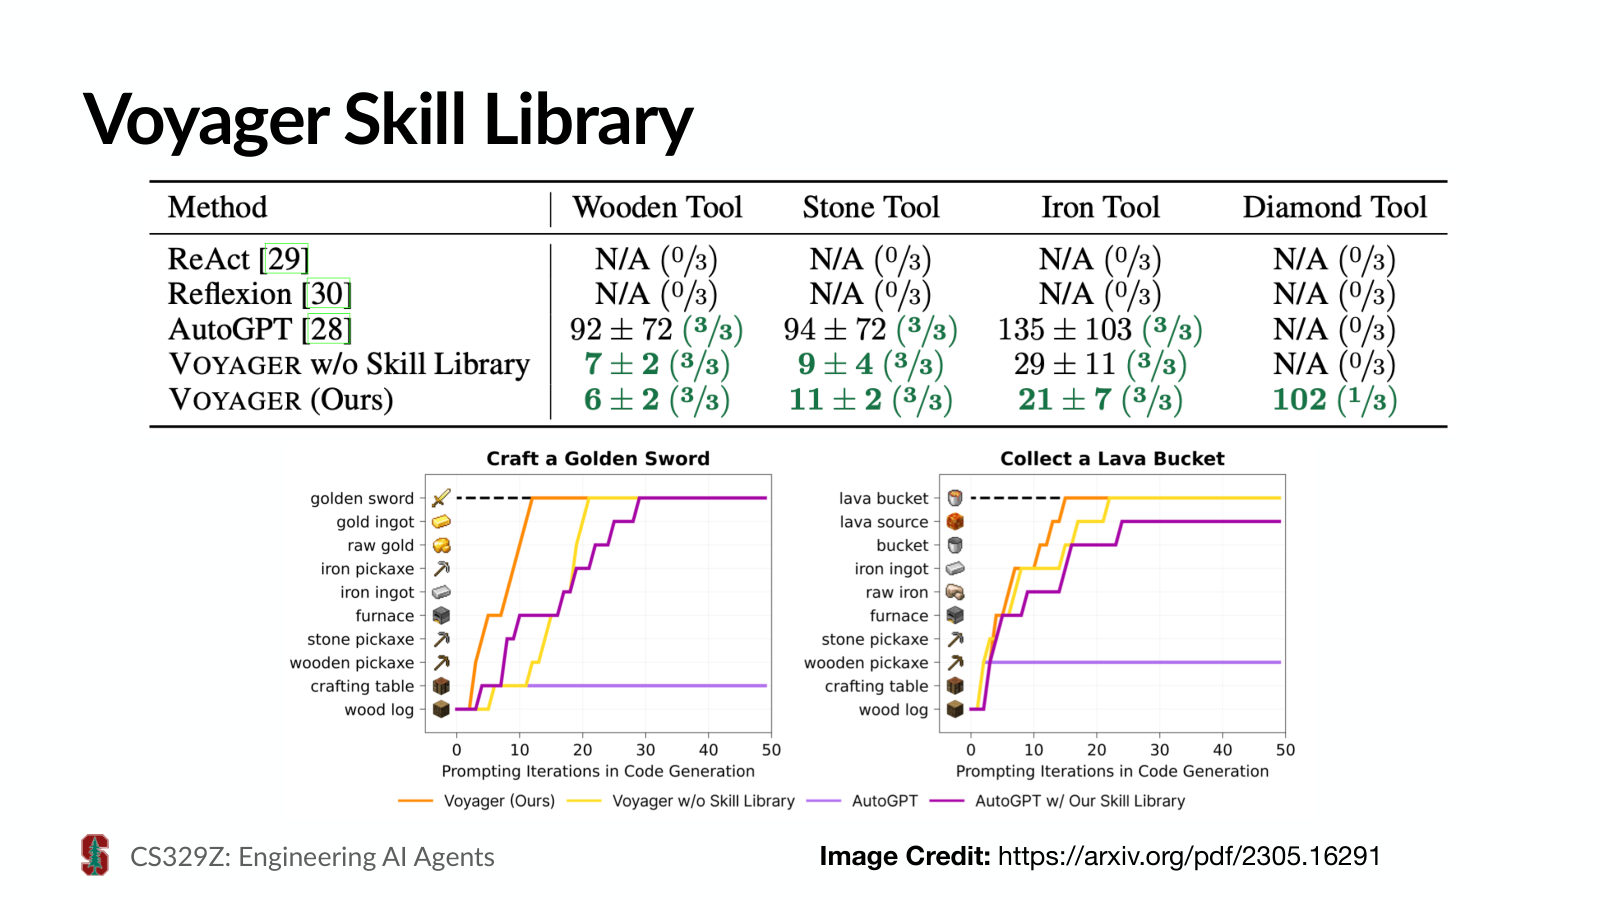 Voyager Skill Library
Method Wooden Tool Stone Tool Iron Tool Diamond Tool
ReAct [29] N/A (0/3) N/A (0/3) N/A (0/3) N/A (0/3)
Reflexion [30] N/A (0/3) N/A (0/3) N/A (0/3) N/A (0/3)
AutoGPT [28] 92 ± 72 (3/3) 94 ± 72 (3/3) 135 ± 103 (3/3) N/A (0/3)
VOYAGER w/o Skill Library 7 ± 2 (3/3) 9 ± 4 (3/3) 29 ± 11 (3/3) N/A (0/3)
VOYAGER (Ours) 6 ± 2 (3/3) 11 ± 2 (3/3) 21 ± 7 (3/3) 102 (1/3)
Craft a Golden Sword
golden sword
gold ingot
raw gold
iron pickaxe
iron ingot
furnace
stone pickaxe
wooden pickaxe
crafting table
wood log
0 10 20 30 40 50
Prompting Iterations in Code Generation
Collect a Lava Bucket
lava bucket
lava source
bucket
iron ingot
raw iron
furnace
stone pickaxe
wooden pickaxe
crafting table
wood log
0 10 20 30 40 50
Prompting Iterations in Code Generation
Voyager (Ours) Voyager w/o Skill Library AutoGPT AutoGPT w/ Our Skill Library
S
CS329Z: Engineering AI Agents
Image Credit: https://arxiv.org/pdf/2305.16291